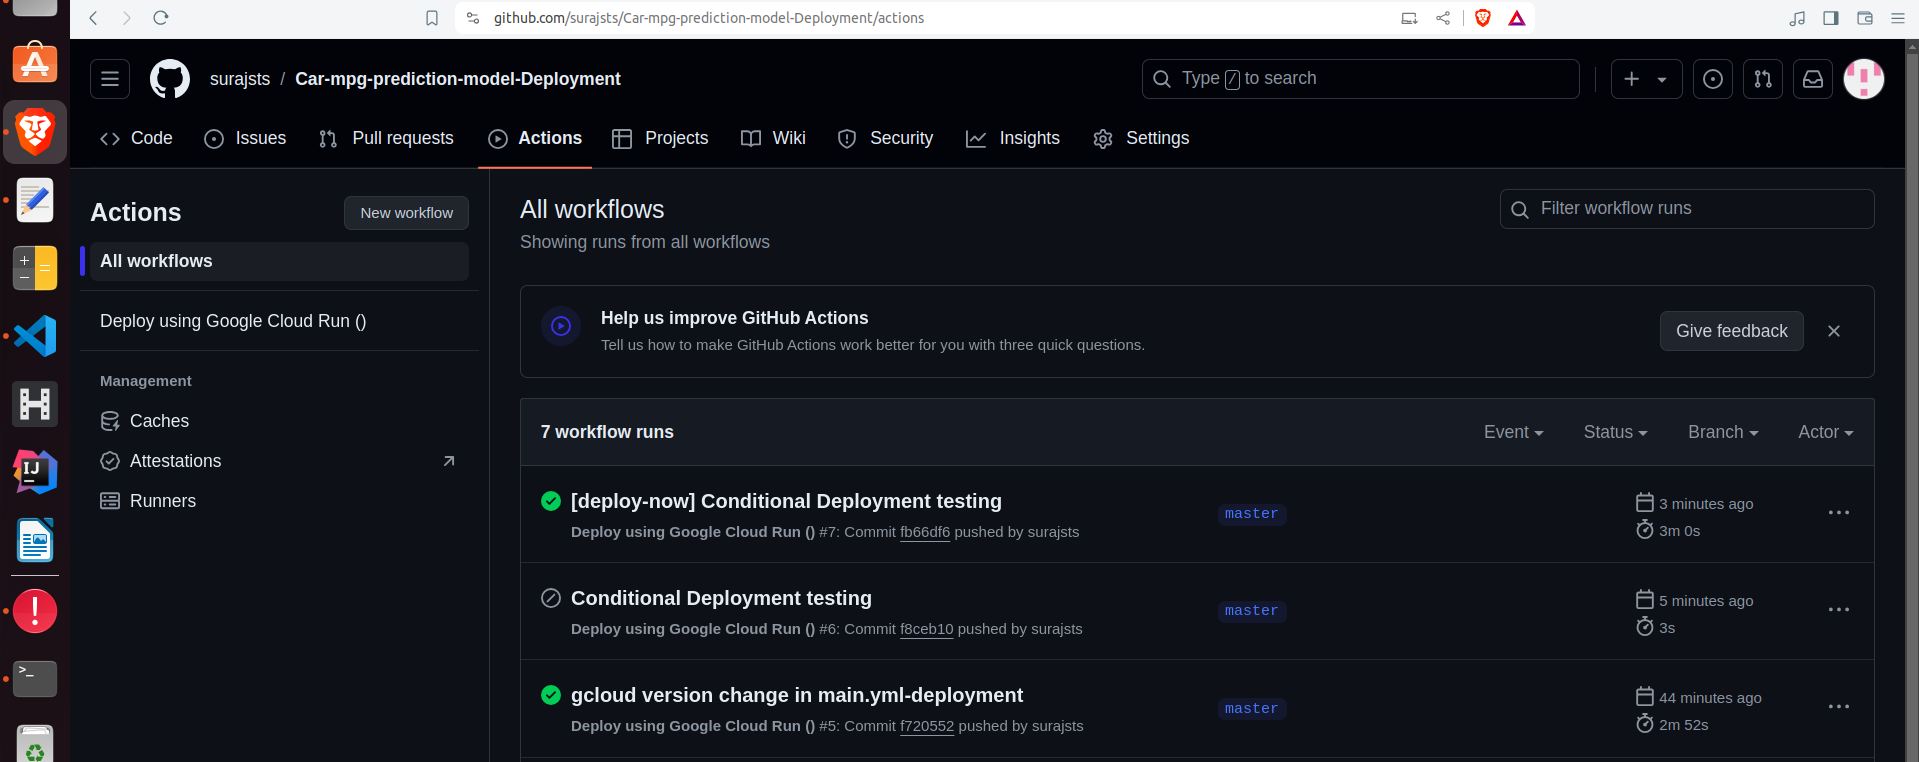 github.com/surajsts/Car-mpg-prediction-model-Deployment/actions
surajsts / Car-mpg-prediction-model-Deployment
Type / to search
Code Issues Pull requests Actions Projects Wiki Security Insights Settings
Actions
New workflow
All workflows
Deploy using Google Cloud Run ()
Management
Caches
Attestations
Runners
All workflows
Showing runs from all workflows
Filter workflow runs
Help us improve GitHub Actions
Tell us how to make GitHub Actions work better for you with three quick questions.
Give feedback
7 workflow runs
Event Status Branch Actor
[deploy-now] Conditional Deployment testing
Deploy using Google Cloud Run () #7: Commit fb66df6 pushed by surajsts
master
3 minutes ago
3m 0s
Conditional Deployment testing
Deploy using Google Cloud Run () #6: Commit f8ceb10 pushed by surajsts
master
5 minutes ago
3s
gcloud version change in main.yml-deployment
Deploy using Google Cloud Run () #5: Commit f720552 pushed by surajsts
master
44 minutes ago
2m 52s
IJ
>_